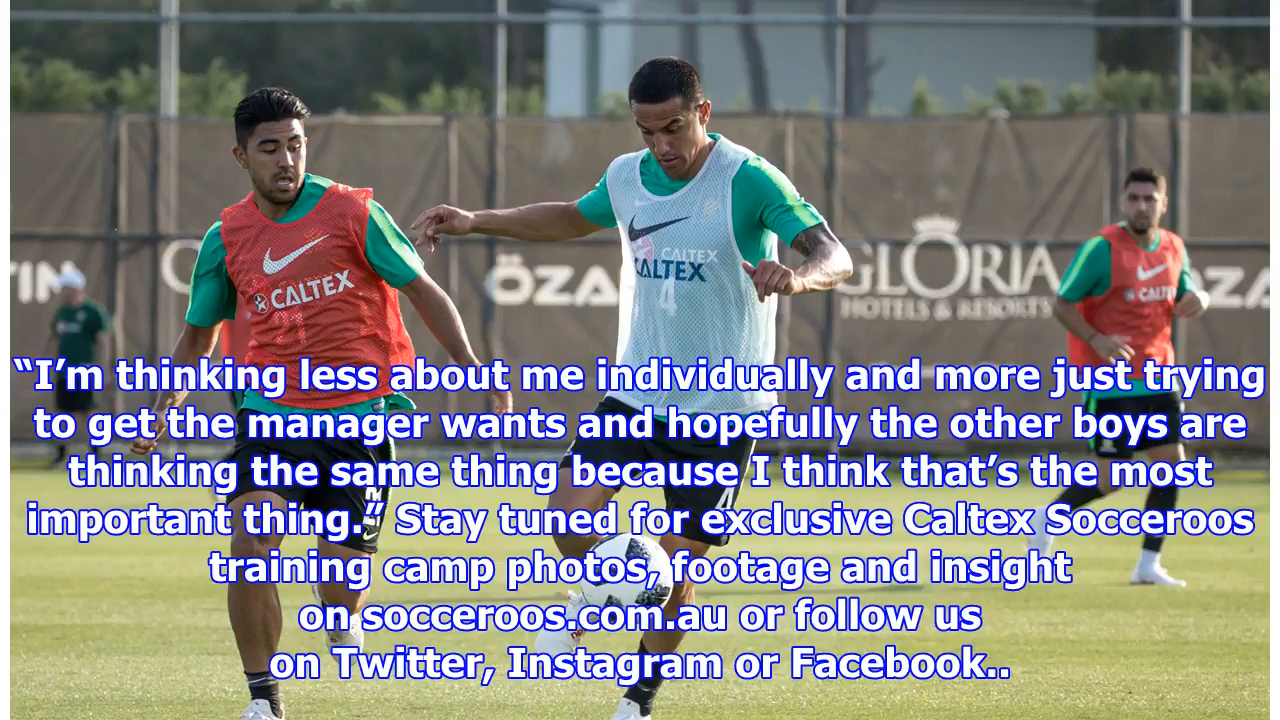 TIN
ÖZA
GLORIA
HOTELS & RESORTS
ÖZA
CALTEX
CALTEX
CALTEX
4
CALTEX
“I’m thinking less about me individually and more just trying
to get the manager wants and hopefully the other boys are
thinking the same thing because I think that’s the most
important thing.” Stay tuned for exclusive Caltex Socceroos
training camp photos, footage and insight
on socceroos.com.au or follow us
on Twitter, Instagram or Facebook..
4